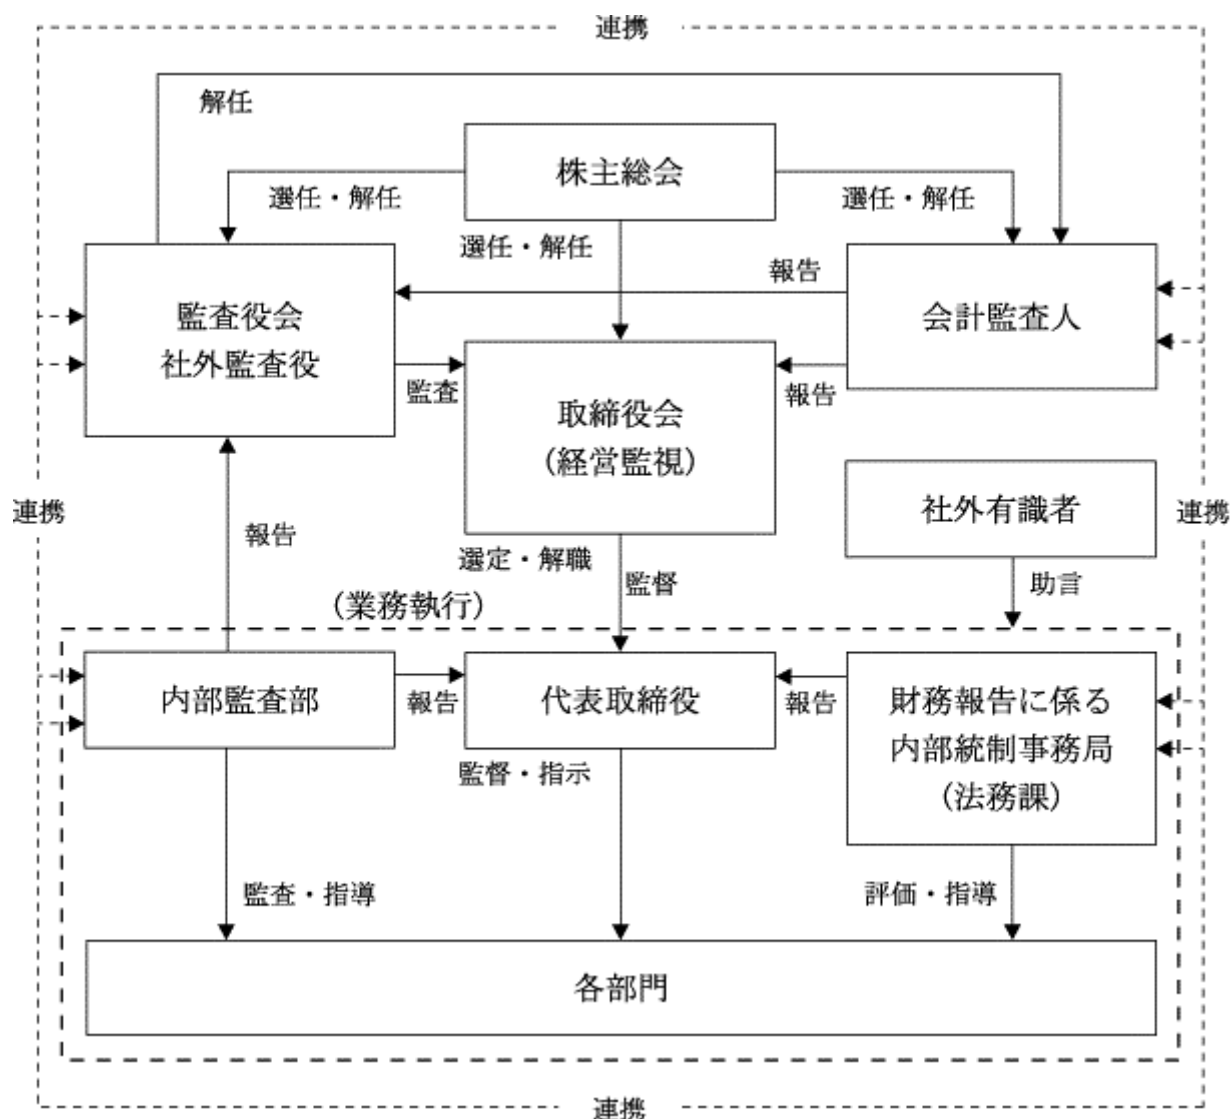 連携
解任
株主総会
選任・解任
選任・解任
選任・解任
報告
監査役会
社外監査役
会計監査人
監査
報告
取締役会
(経営監視)
社外有識者
連携
連携
報告
選定・解職
監督
助言
(業務執行)
内部監査部
報告
代表取締役
報告
財務報告に係る
内部統制事務局
(法務課)
監督・指示
監査・指導
評価・指導
各部門
連携